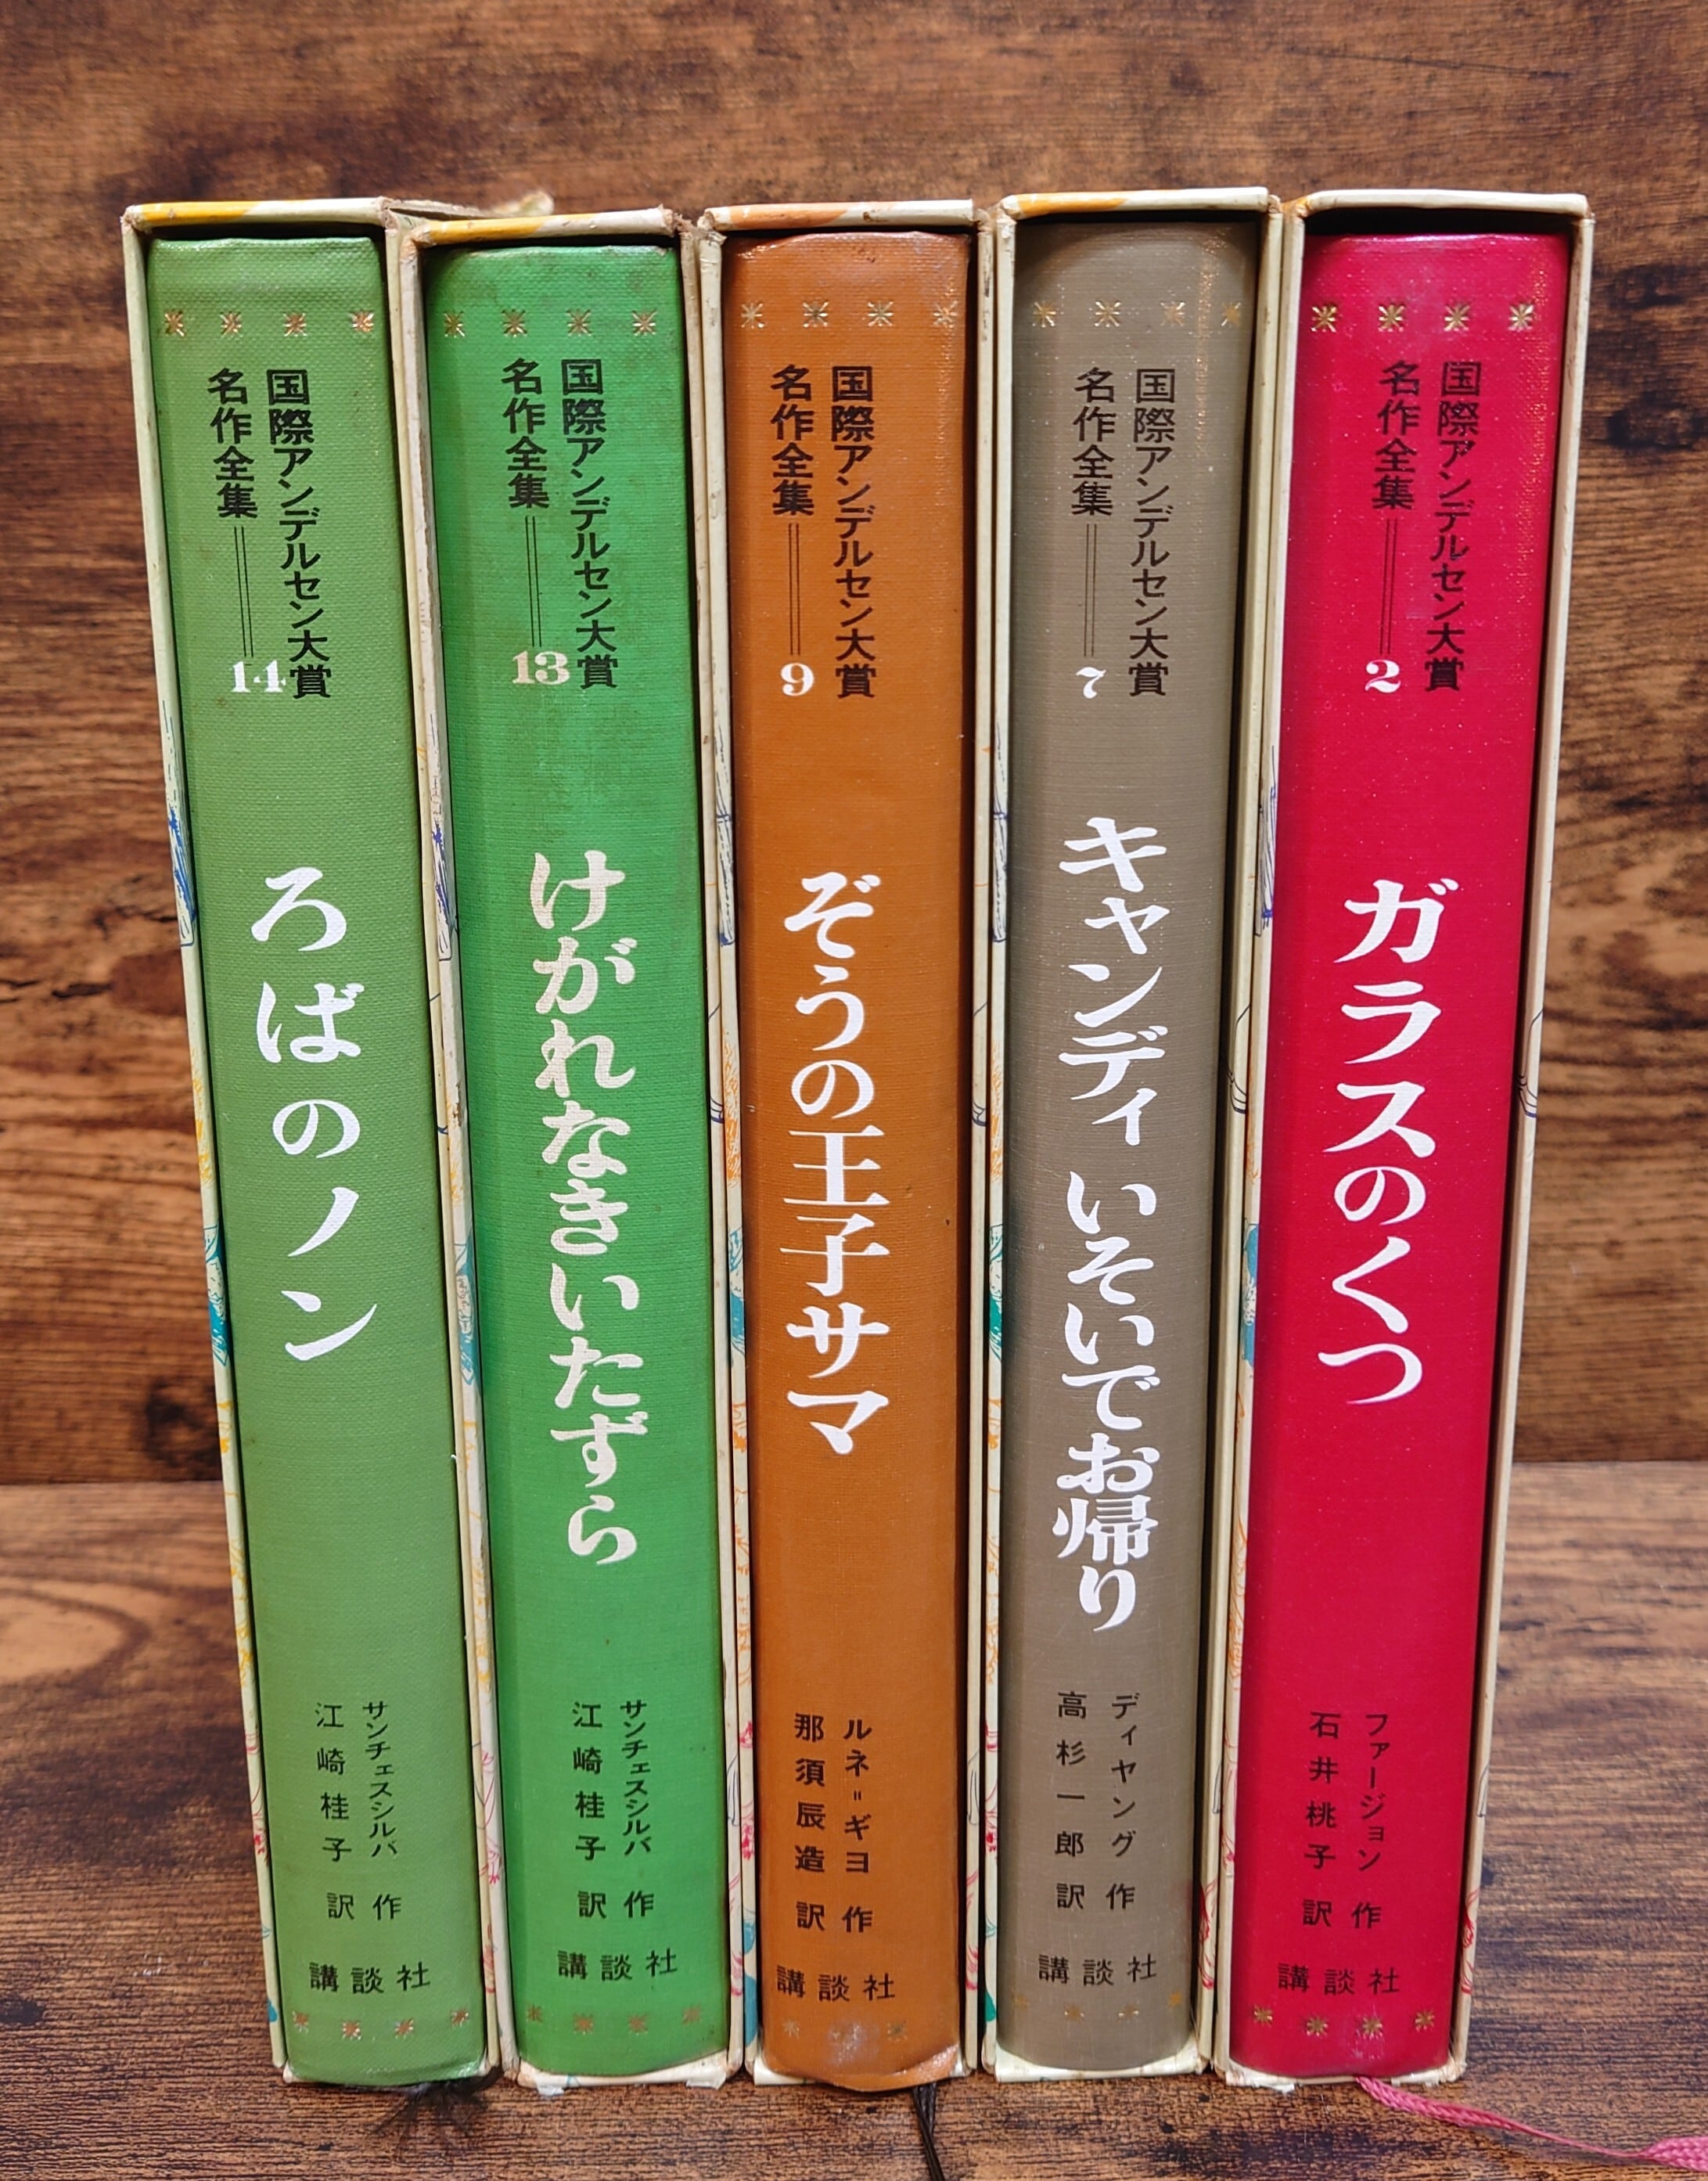 国際アンデルセン大賞
名作全集
14
ろばのノン
サンチェスシルバ 作
江崎桂子 訳
講談社
国際アンデルセン大賞
名作全集
13
けがれなきいたずら
サンチェスシルバ 作
江崎桂子 訳
講談社
国際アンデルセン大賞
名作全集
9
ぞうの王子サマ
ルネ=ギヨ 作
那須辰造 訳
講談社
国際アンデルセン大賞
名作全集
7
キャンディ いそいでお帰り
ディヤング 作
高杉一郎 訳
講談社
国際アンデルセン大賞
名作全集
2
ガラスのくつ
ファージョン 作
石井桃子 訳
講談社